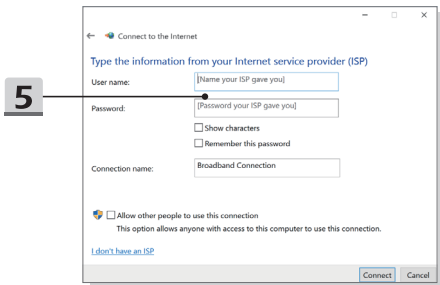 Connect to the Internet
Type the information from your Internet service provider (ISP)
User name:
[Name your ISP gave you]
5
Password:
[Password your ISP gave you]
Show characters
Remember this password
Connection name:
Broadband Connection
Allow other people to use this connection
This option allows anyone with access to this computer to use this connection.
I don't have an ISP
Connect
Cancel